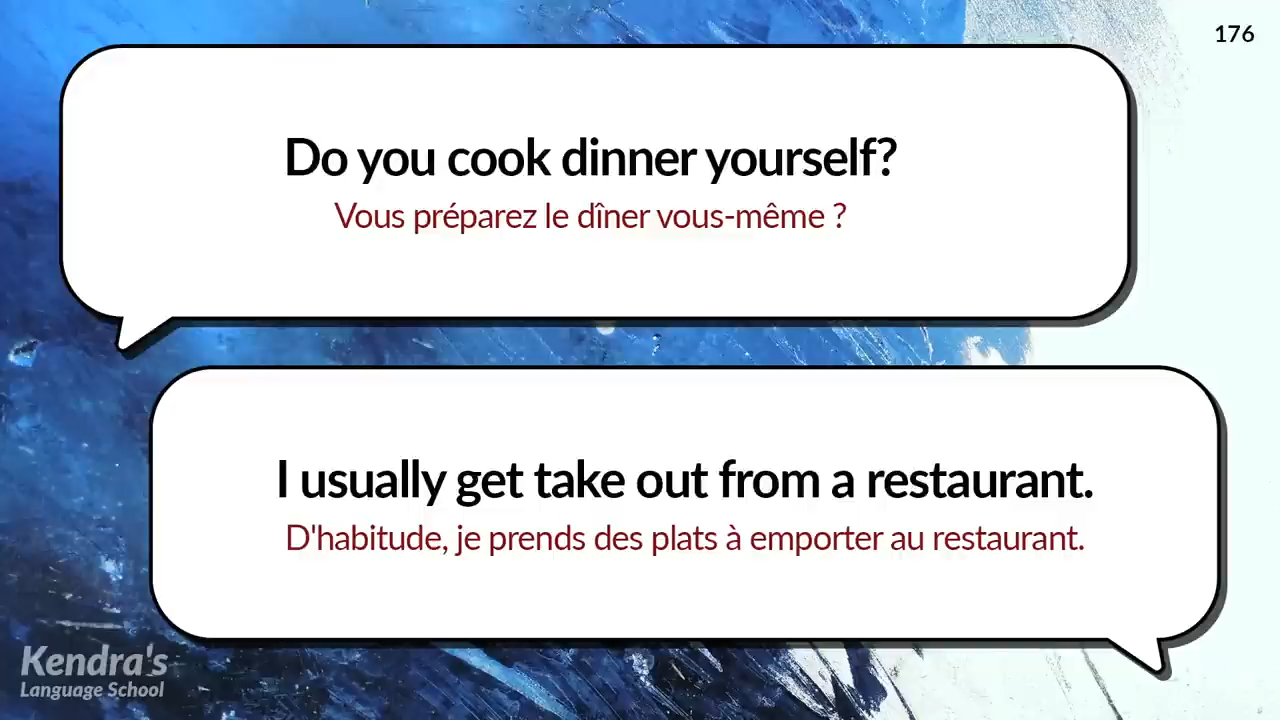 176
Do you cook dinner yourself?
Vous préparez le dîner vous-même ?
I usually get take out from a restaurant.
D'habitude, je prends des plats à emporter au restaurant.
Kendra's
Language School